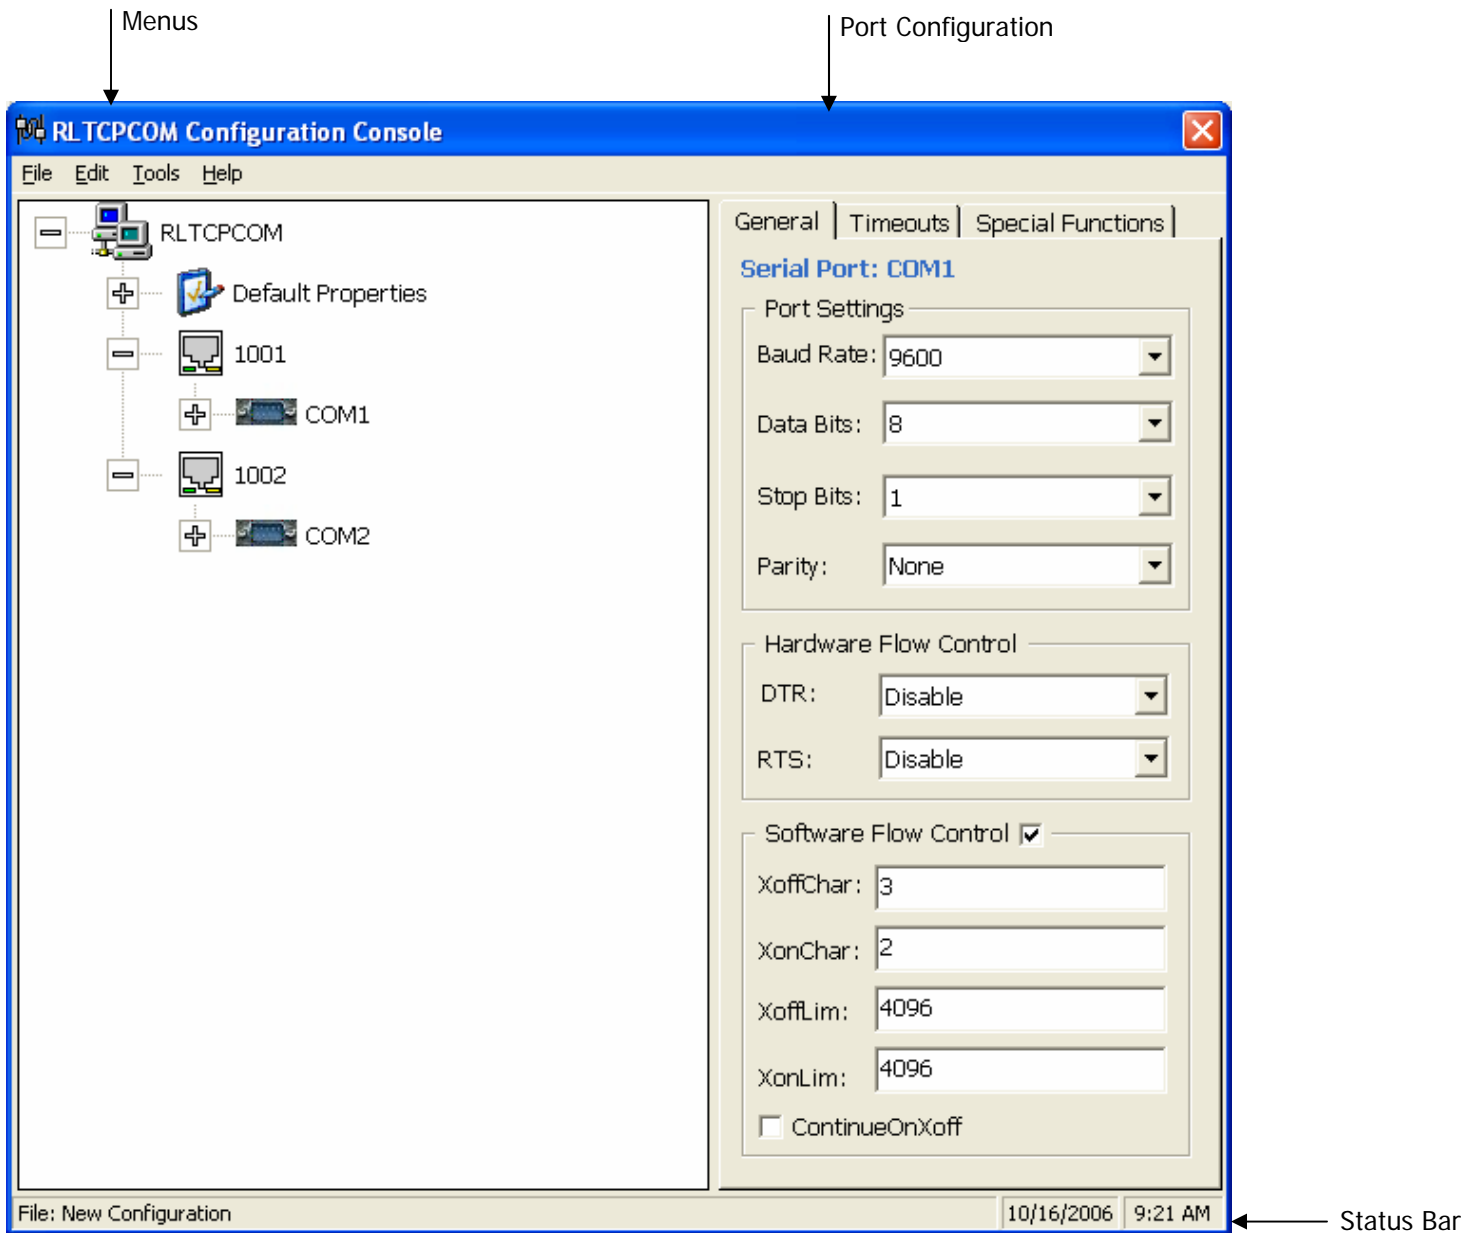 Menus
Port Configuration
RLTCPCOM Configuration Console
File Edit Tools Help
RLTCPCOM
Default Properties
1001
COM1
1002
COM2
General Timeouts Special Functions
Serial Port: COM1
Port Settings
Baud Rate: 9600
Data Bits: 8
Stop Bits: 1
Parity: None
Hardware Flow Control
DTR: Disable
RTS: Disable
Software Flow Control
XoffChar: 3
XonChar: 2
XoffLim: 4096
XonLim: 4096
ContinueOnXoff
File: New Configuration 10/16/2006 9:21 AM
Status Bar